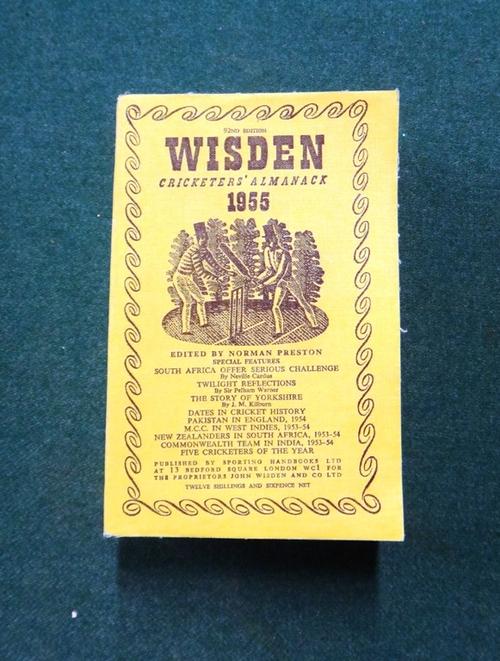 92ND EDITION
WISDEN
CRICKETERS' ALMANACK
1955
EDITED BY NORMAN PRESTON
SPECIAL FEATURES
SOUTH AFRICA OFFER SERIOUS CHALLENGE
By Neville Cardus
TWILIGHT REFLECTIONS
By Sir Pelham Warner
THE STORY OF YORKSHIRE
By J. M. Kilburn
DATES IN CRICKET HISTORY
PAKISTAN IN ENGLAND, 1954
M.C.C. IN WEST INDIES, 1953-54
NEW ZEALANDERS IN SOUTH AFRICA, 1953-54
COMMONWEALTH TEAM IN INDIA, 1953-54
FIVE CRICKETERS OF THE YEAR
PUBLISHED BY SPORTING HANDBOOKS LTD
AT 13 BEDFORD SQUARE LONDON WC1 FOR
THE PROPRIETORS JOHN WISDEN AND CO LTD
TWELVE SHILLINGS AND SIXPENCE NET